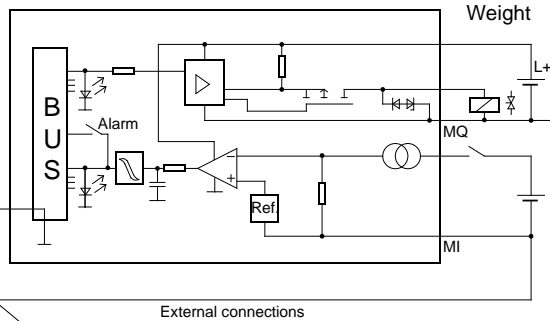 Weight
L+
B
U
S
Alarm
MQ
−
+
Ref.
MI
External connections